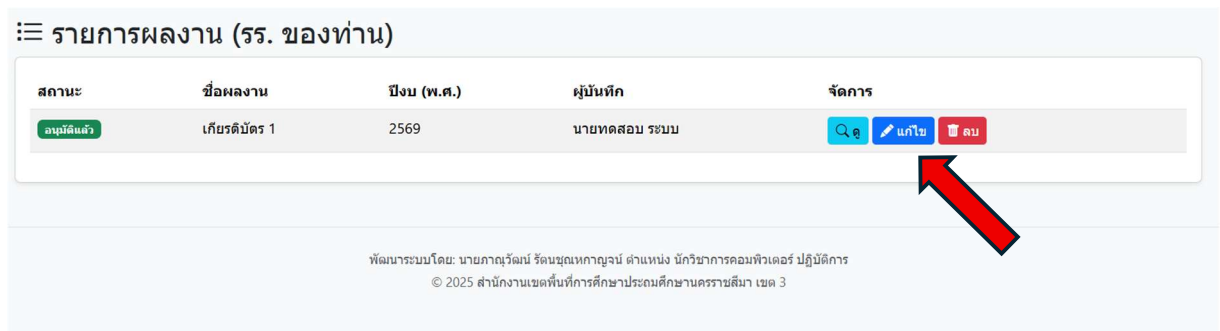 รายการผลงาน (รร. ของท่าน)
สถานะ ชื่อผลงาน ปีงบ (พ.ศ.) ผู้บันทึก จัดการ
อนุมัติแล้ว เกียรติบัตร 1 2569 นายทดสอบ ระบบ ดู แก้ไข ลบ
พัฒนาระบบโดย: นายภาณุวัฒน์ รัตนชุณหกาญจน์ ตำแหน่ง นักวิชาการคอมพิวเตอร์ ปฏิบัติการ
© 2025 สำนักงานเขตพื้นที่การศึกษาประถมศึกษานครราชสีมา เขต 3